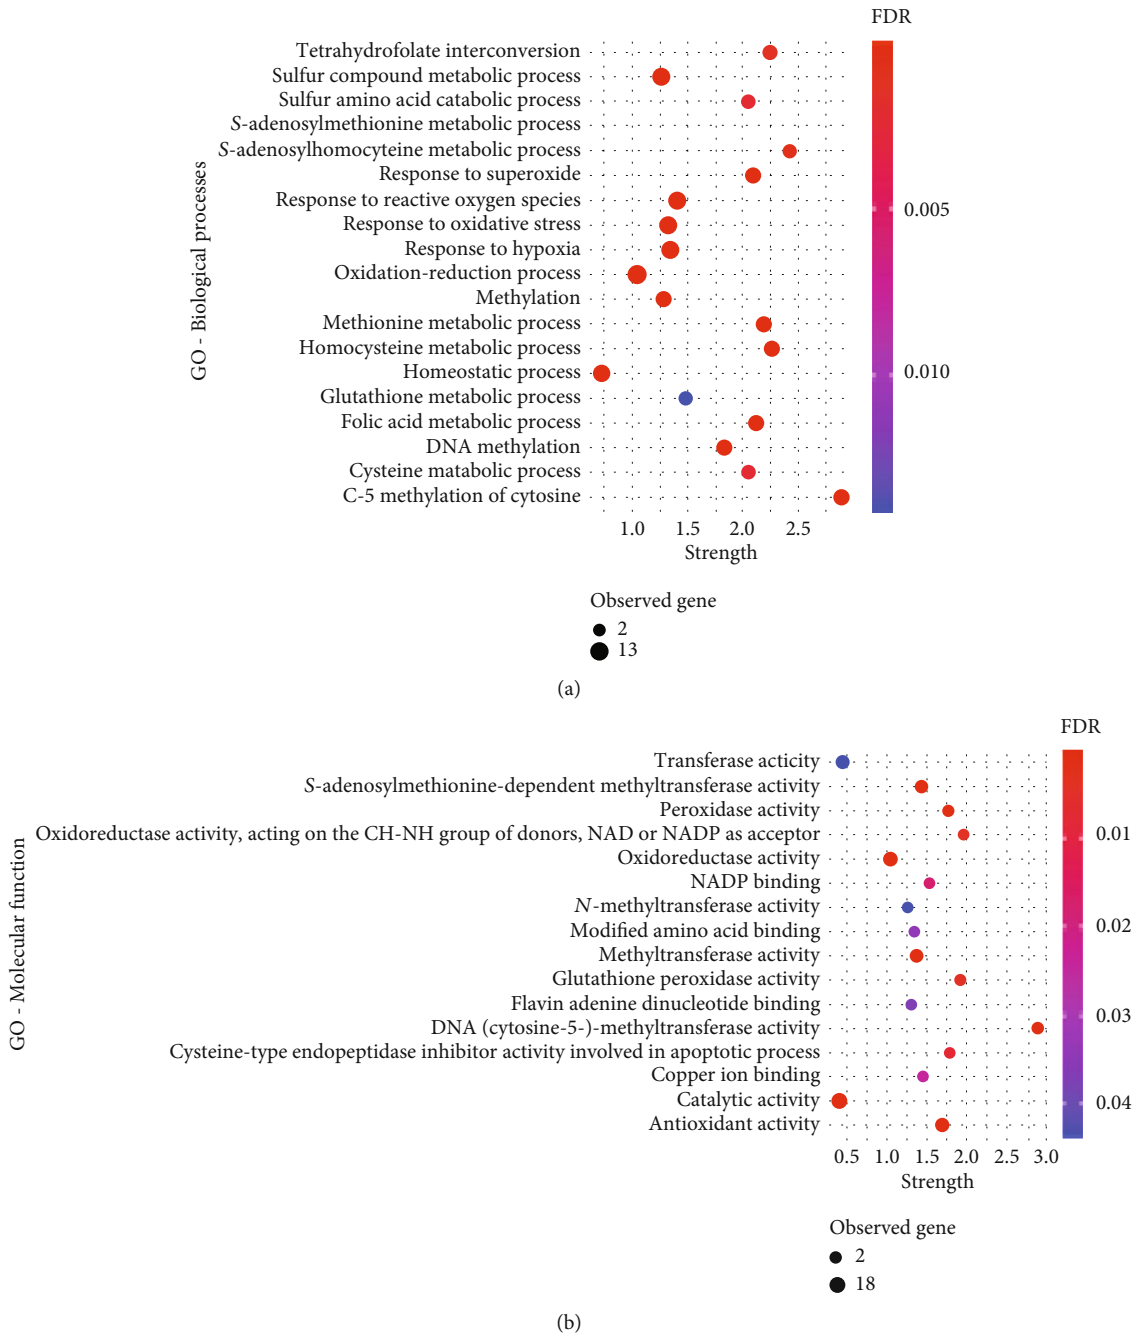 FDR
Tetrahydrofolate interconversion
Sulfur compound metabolic process
Sulfur amino acid catabolic process
S-adenosylmethionine metabolic process
S-adenosylhomocyteine metabolic process
Response to superoxide
Response to reactive oxygen species
Response to oxidative stress
Response to hypoxia
Oxidation-reduction process
Methylation
Methionine metabolic process
Homocysteine metabolic process
Homeostatic process
Glutathione metabolic process
Folic acid metabolic process
DNA methylation
Cysteine matabolic process
C-5 methylation of cytosine
GO - Biological processes
0.005
0.010
1.0 1.5 2.0 2.5
Strength
Observed gene
2
13
(a)
FDR
Transferase acticity
S-adenosylmethionine-dependent methyltransferase activity
Peroxidase activity
Oxidoreductase activity, acting on the CH-NH group of donors, NAD or NADP as acceptor
Oxidoreductase activity
NADP binding
N-methyltransferase activity
Modified amino acid binding
Methyltransferase activity
Glutathione peroxidase activity
Flavin adenine dinucleotide binding
DNA (cytosine-5-)-methyltransferase activity
Cysteine-type endopeptidase inhibitor activity involved in apoptotic process
Copper ion binding
Catalytic activity
Antioxidant activity
GO - Molecular function
0.01
0.02
0.03
0.04
0.5 1.0 1.5 2.0 2.5 3.0
Strength
Observed gene
2
18
(b)